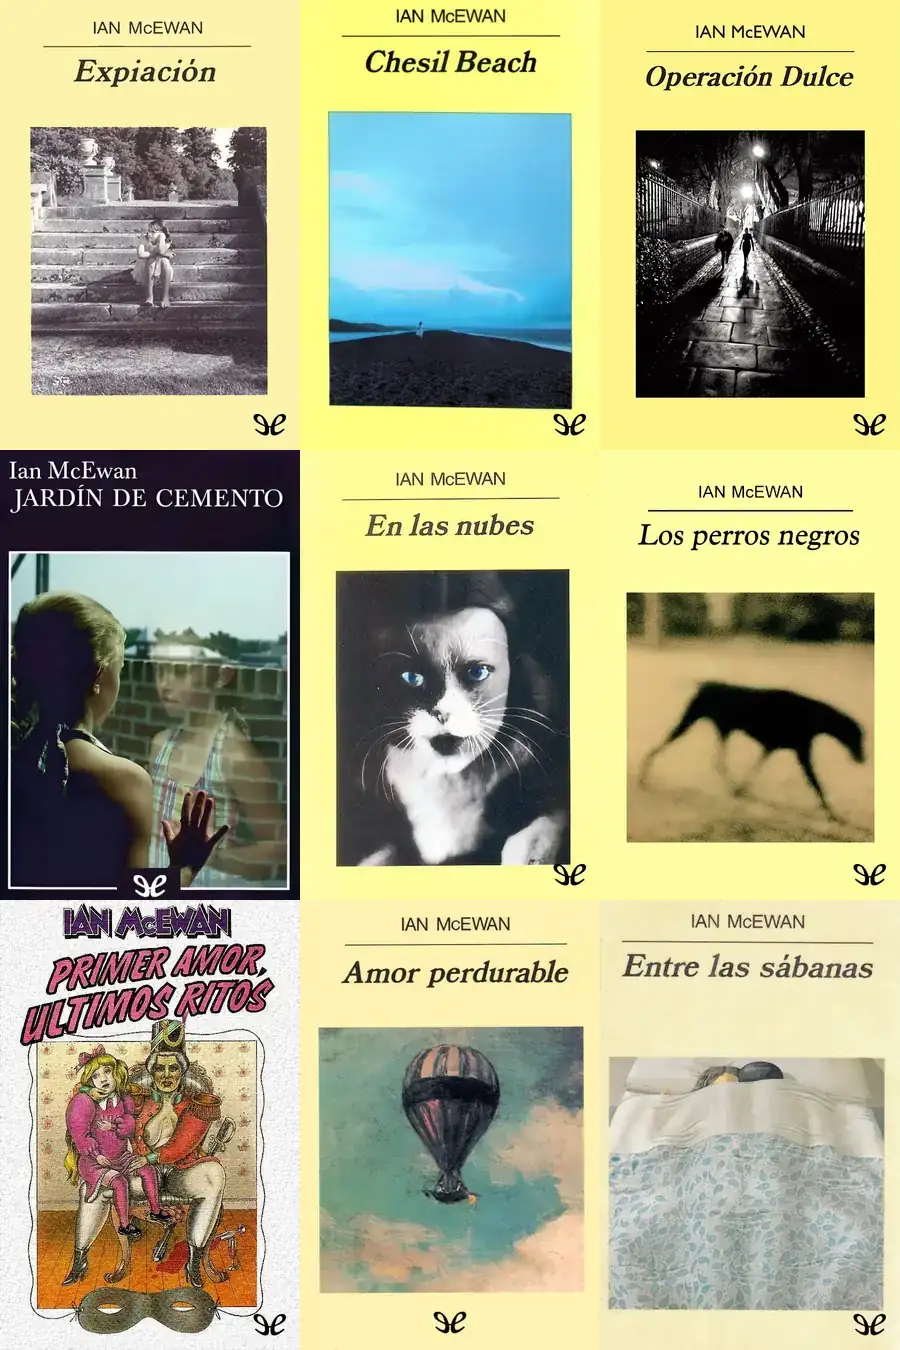 IAN McEWAN
Expiación
IAN McEWAN
Chesil Beach
IAN McEWAN
Operación Dulce
Ian McEwan
JARDÍN DE CEMENTO
IAN McEWAN
En las nubes
IAN McEWAN
Los perros negros
IAN McEWAN
PRIMER AMOR,
ULTIMOS RITOS
IAN McEWAN
Amor perdurable
IAN McEWAN
Entre las sábanas